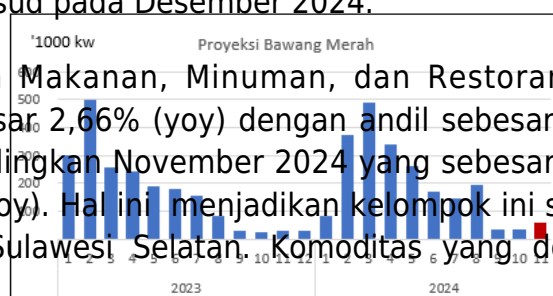 sud pada Desember 2024.
'1000 kw
Proyeksi Bawang Merah
Makanan, Minuman, dan Restoran
500
sar 2,66% (yoy) dengan andil sebesar
400
dingkan November 2024 yang sebesar
300
200
oy). Hal ini menjadikan kelompok ini s
100
Sulawesi Selatan. Komoditas yang de
1 2 3 4 5 6 7 8 9 10 11 12 1 2 3 4 5 6 7 8 9 10 11
2023 2024